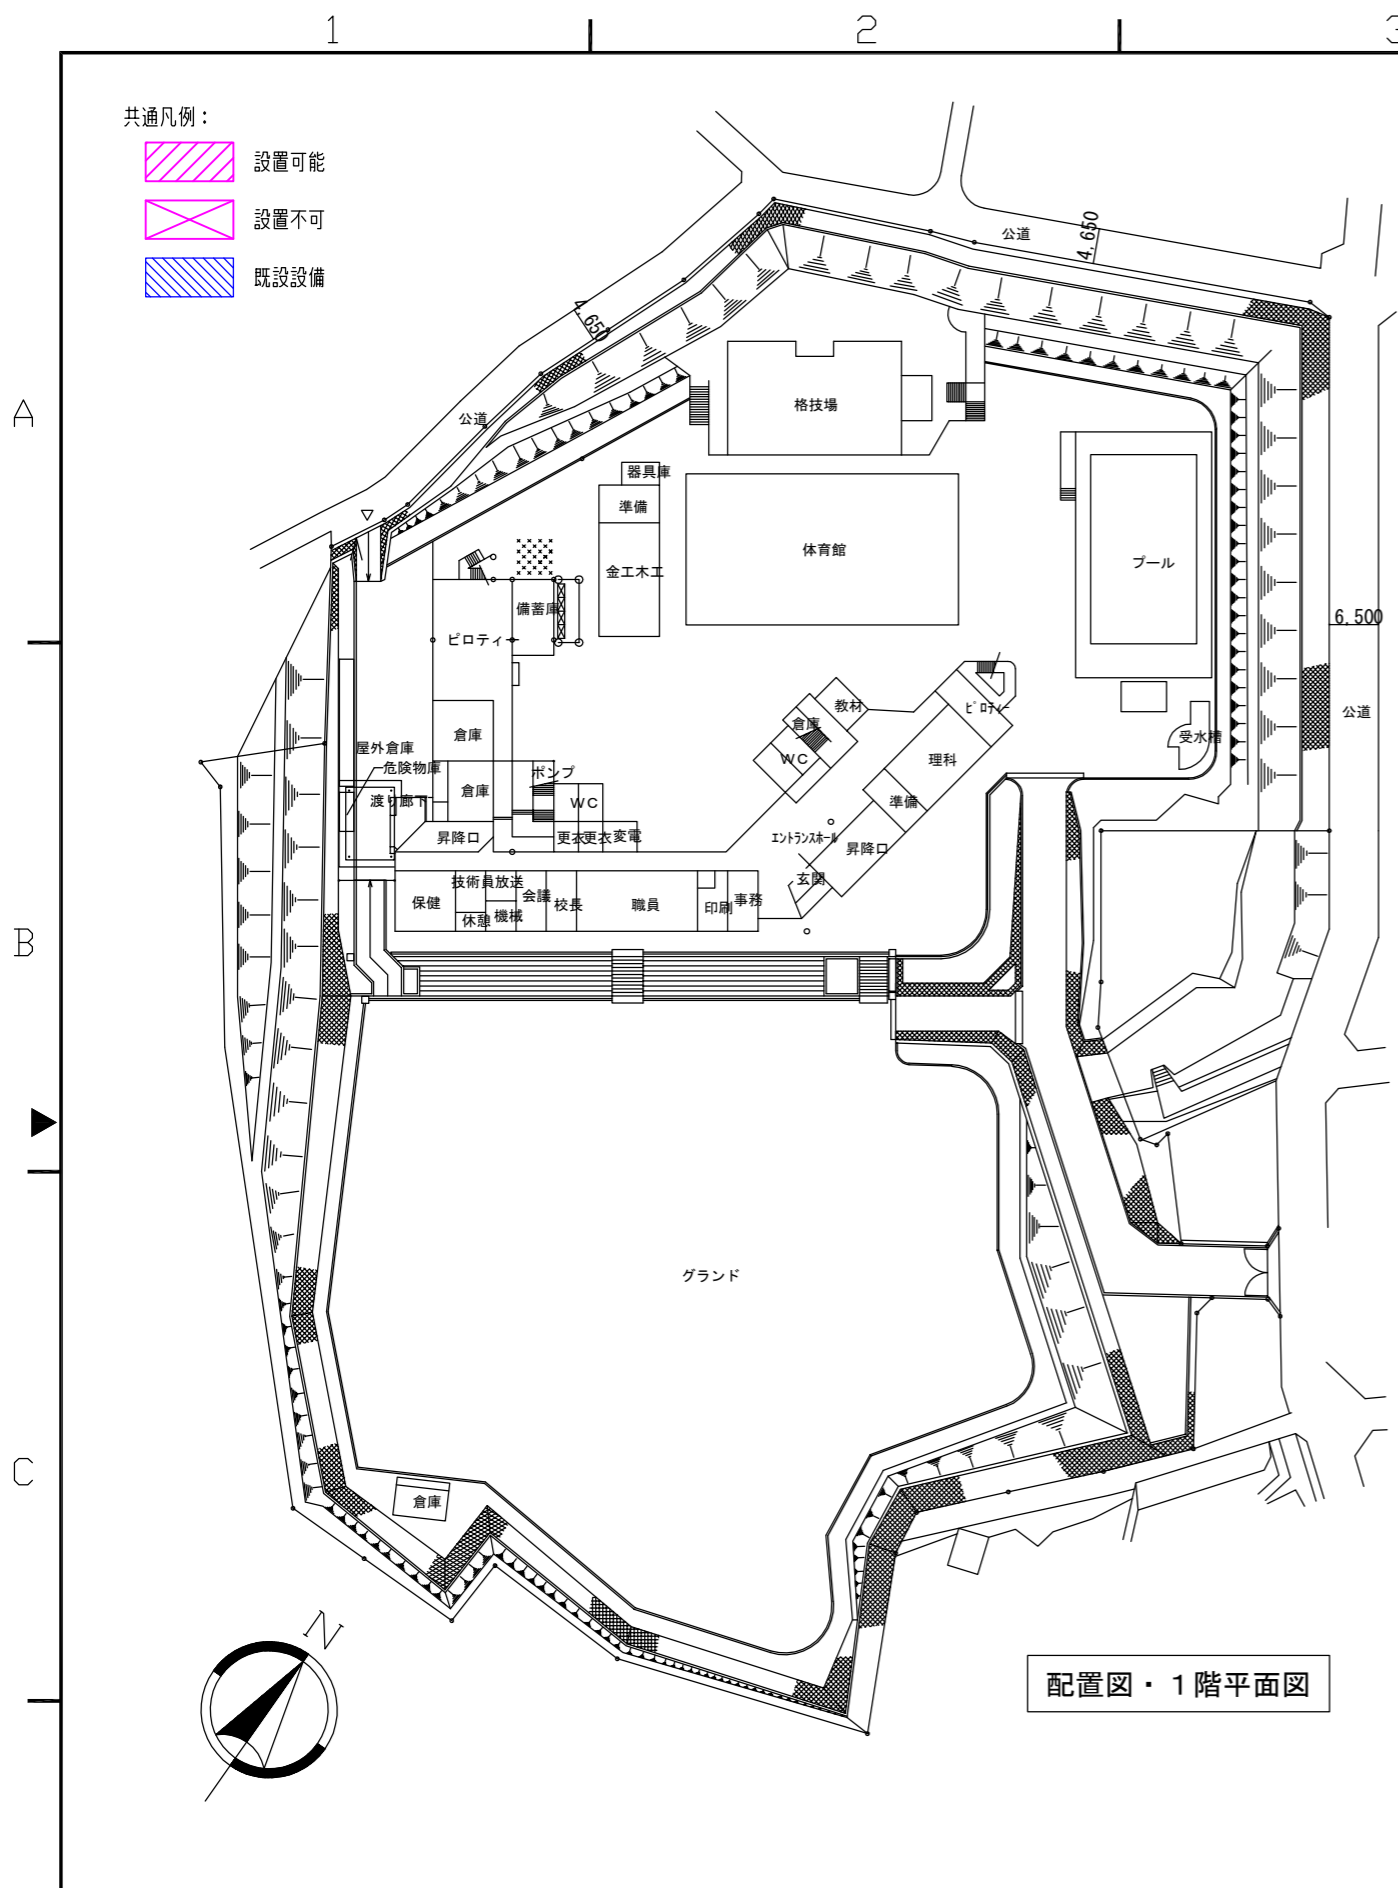 1
2
3
共通凡例：
設置可能
設置不可
既設設備
公道
4,650
4,650
公道
A
格技場
器具庫
準備
体育館
金工木工
プール
備蓄庫
ピロティー
6,500
公道
教材
ﾋﾟﾛﾃｨｰ
倉庫
倉庫
受水槽
屋外倉庫
危険物庫
ポンプ
WC
理科
倉庫
渡り廊下
WC
準備
昇降口
更衣
更衣
変電
エントランスホール
昇降口
玄関
技術員
放送
保健
会議
校長
職員
印刷
事務
休憩
機械
B
グランド
C
倉庫
N
配置図・１階平面図